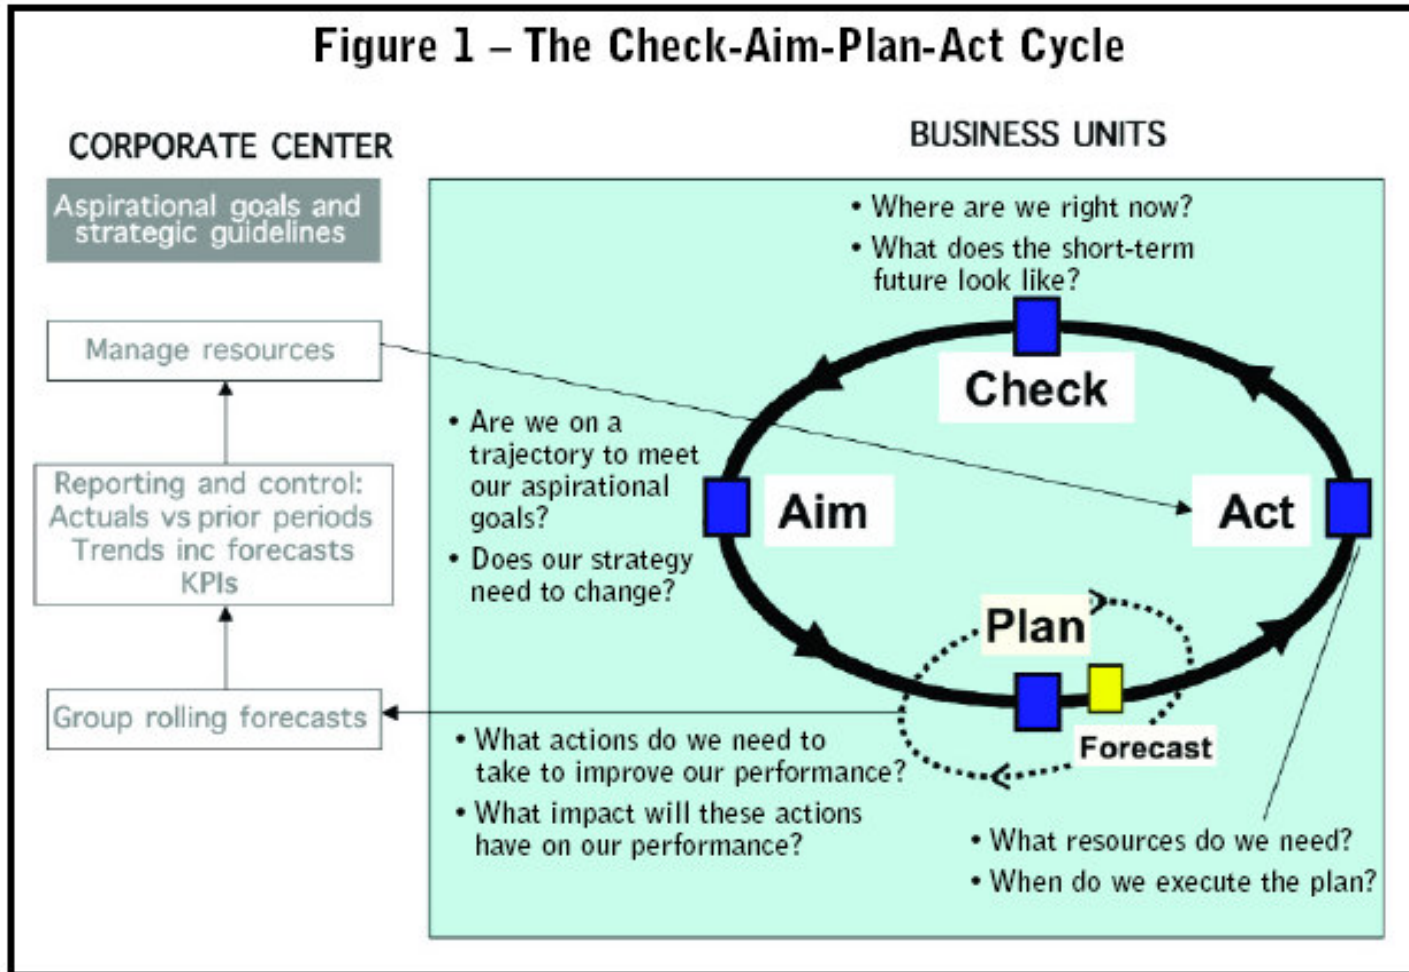 Figure 1 – The Check-Aim-Plan-Act Cycle
CORPORATE CENTER
Aspirational goals and
strategic guidelines
Manage resources
Reporting and control:
Actuals vs prior periods
Trends inc forecasts
KPIs
Group rolling forecasts
BUSINESS UNITS
• Where are we right now?
• What does the short-term
future look like?
Check
• Are we on a
trajectory to meet
our aspirational
goals?
• Does our strategy
need to change?
Aim
Act
Plan
Forecast
• What actions do we need to
take to improve our performance?
• What impact will these actions
have on our performance?
• What resources do we need?
• When do we execute the plan?